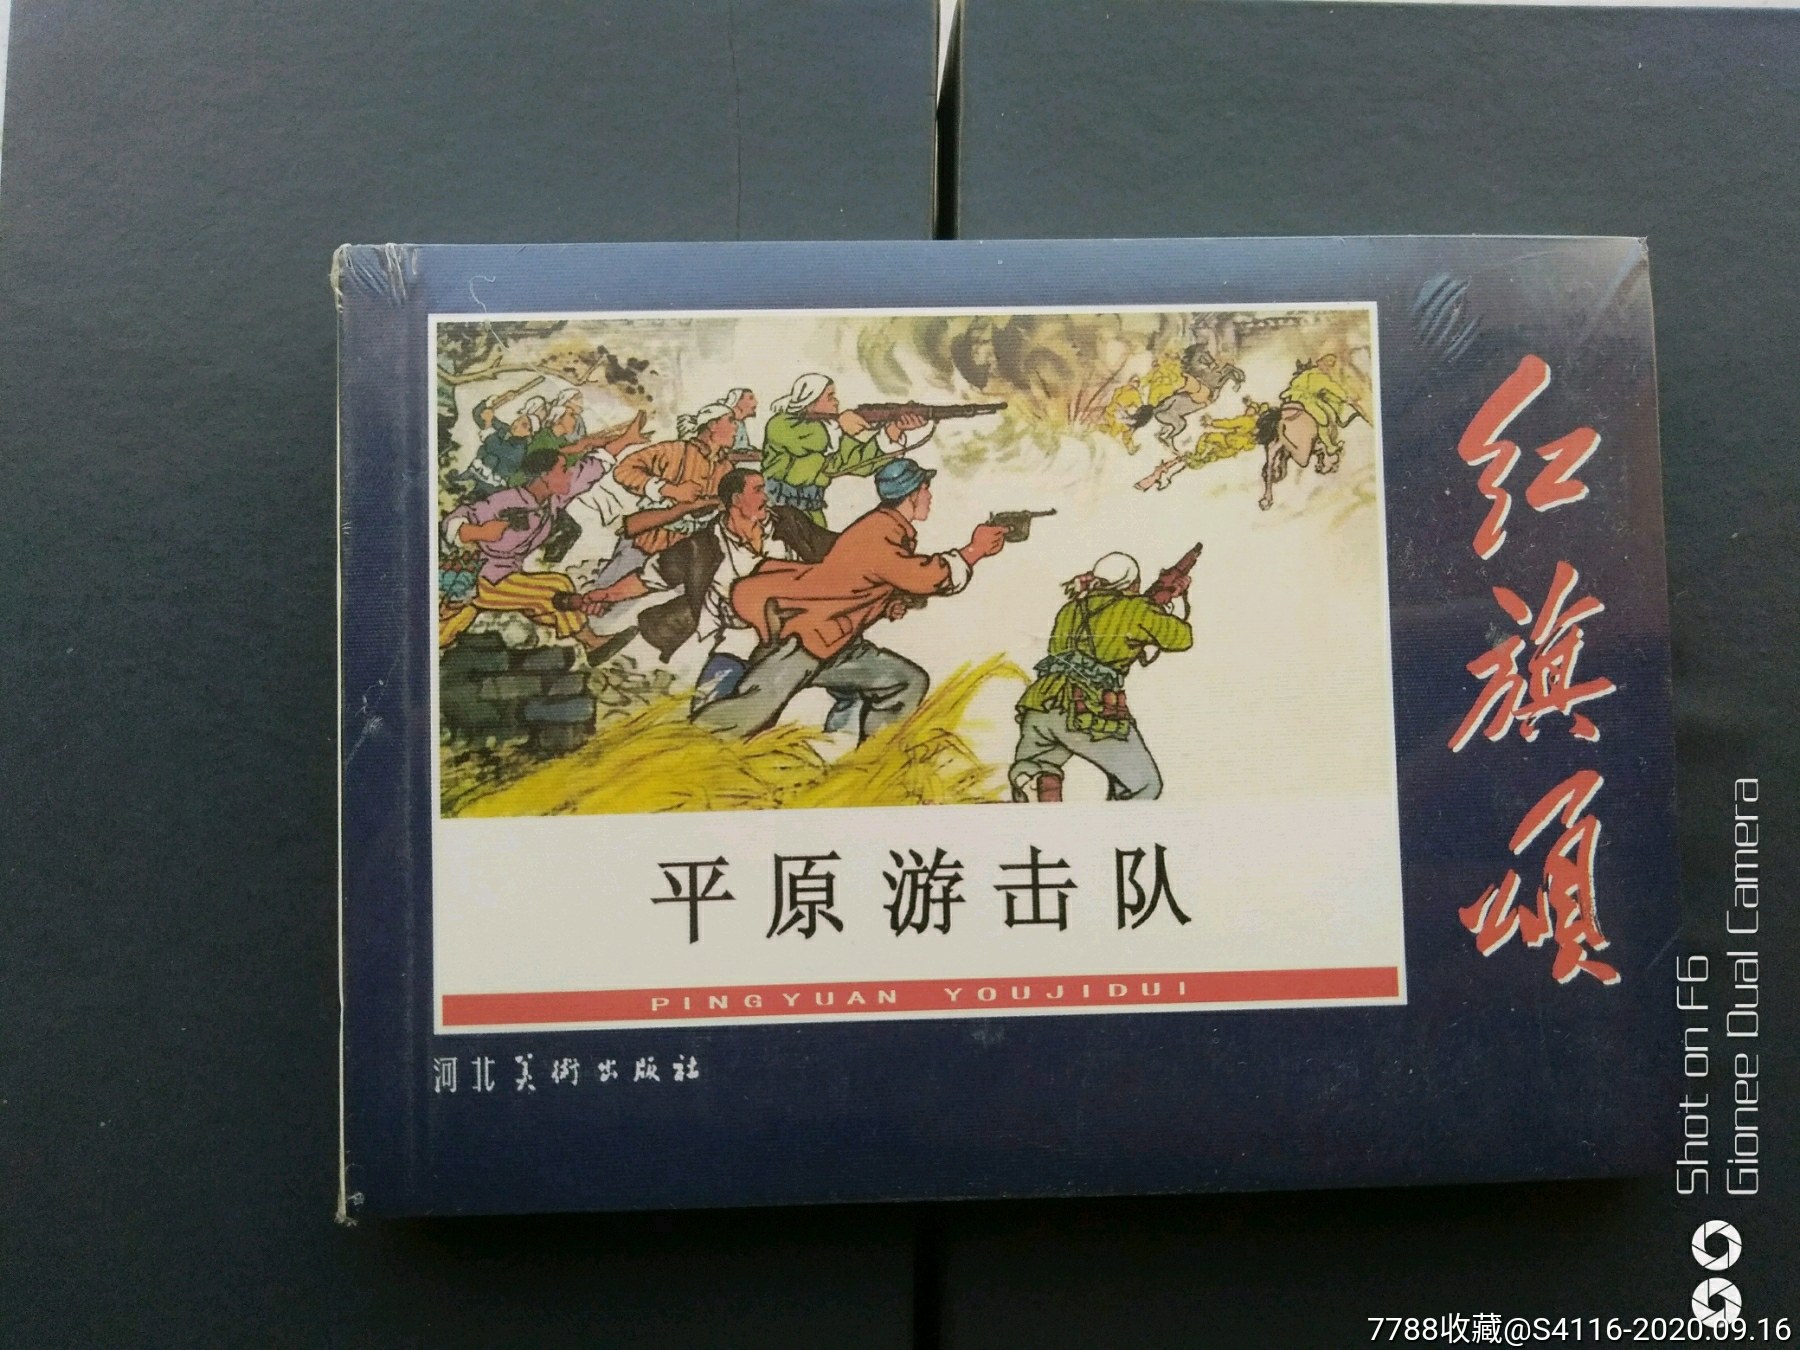 红旗颂
平原游击队
PINGYUAN YOUJIDUI
河北美術出版社
Shot on F6
Gionee Dual Camera
7788收藏@S4116-2020.09.16